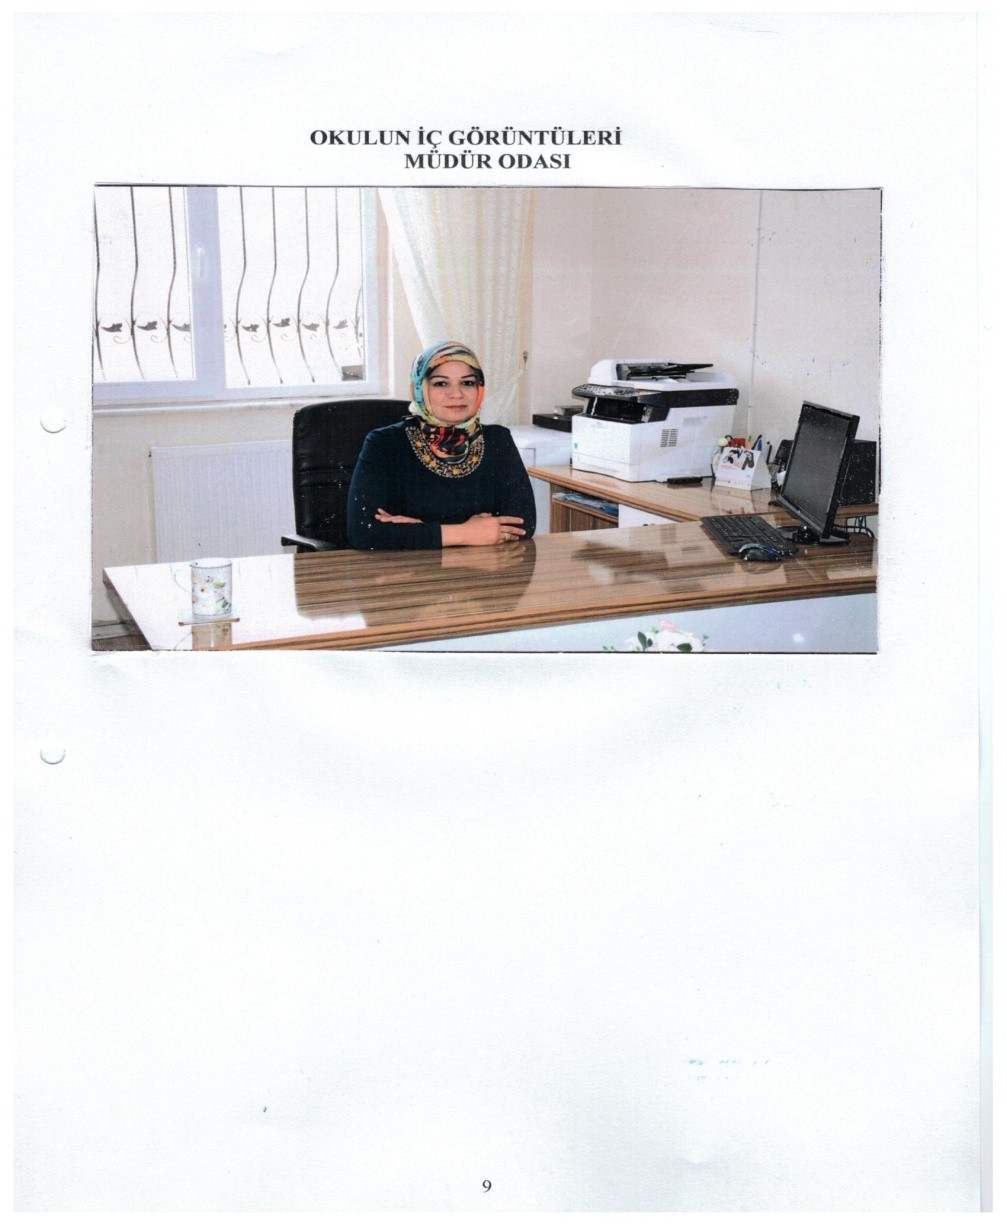 OKULUN İÇ GÖRÜNTÜLERİ
MÜDÜR ODASI
9